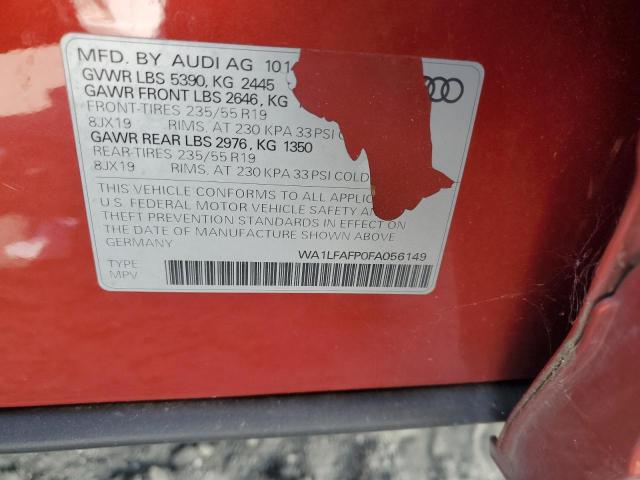 MFD. BY AUDI AG 101
GVWR LBS 5390, KG 2445
GAWR FRONT LBS 2646, KG
FRONT-TIRES 235/55 R19
8JX19 RIMS, AT 230 KPA 33 PSI C
GAWR REAR LBS 2976, KG 1350
REAR-TIRES 235/55 R19
8JX19 RIMS, AT 230 KPA 33 PSI COLD
THIS VEHICLE CONFORMS TO ALL APPLIC
U.S. FEDERAL MOTOR VEHICLE SAFETY AN
THEFT PREVENTION STANDARDS IN EFFECT ON
THE DATE OF MANUFACTURE SHOWN ABOVE.
GERMANY
WA1LFAFP0FA056149
TYPE
MPV